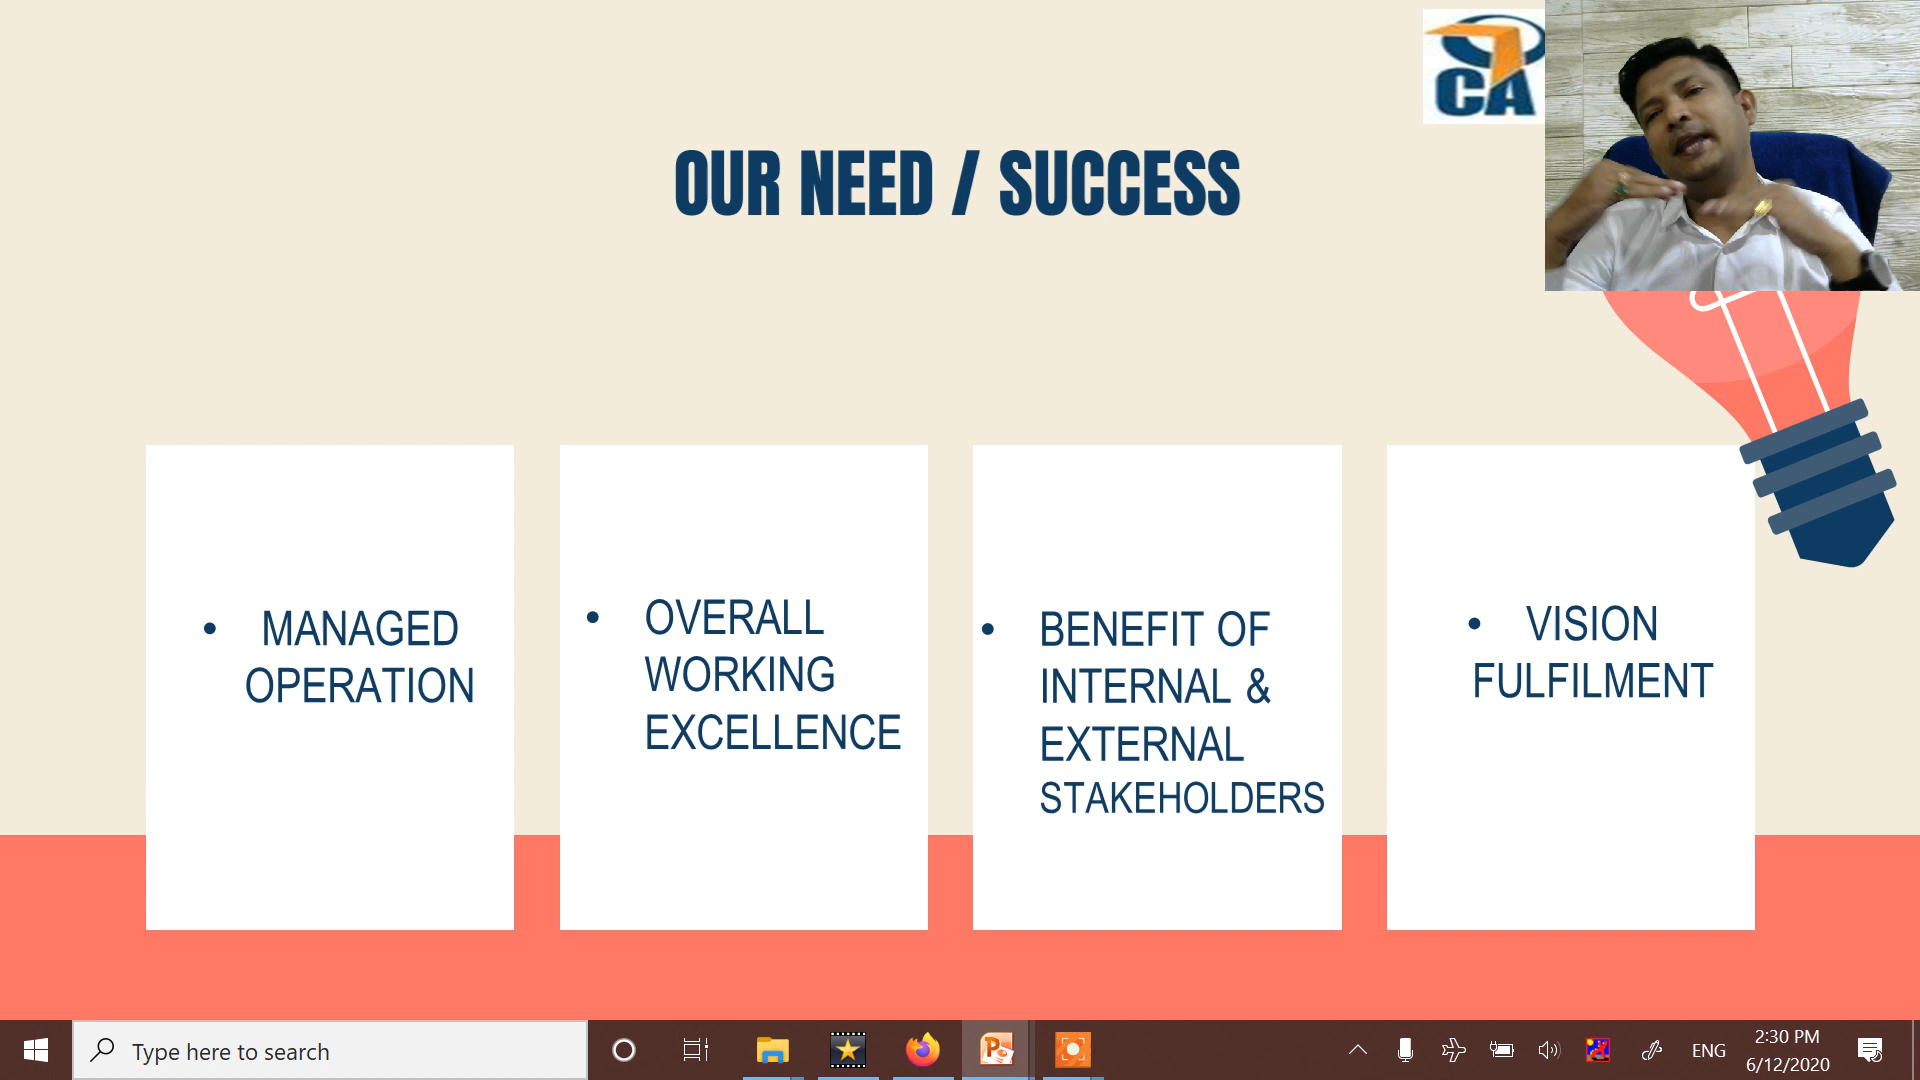 CA
OUR NEED / SUCCESS
• MANAGED
OPERATION
• OVERALL
WORKING
EXCELLENCE
• BENEFIT OF
INTERNAL &
EXTERNAL
STAKEHOLDERS
• VISION
FULFILMENT
Type here to search
ENG
2:30 PM
6/12/2020